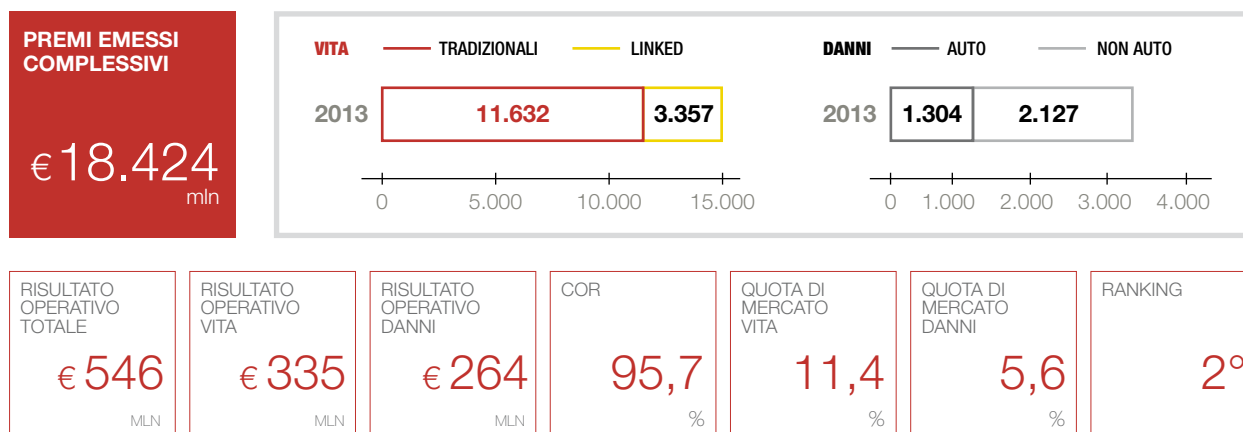 PREMI EMESSI
COMPLESSIVI
€ 18.424
mln
VITA TRADIZIONALI LINKED
2013 11.632 3.357
0 5.000 10.000 15.000
DANNI AUTO NON AUTO
2013 1.304 2.127
0 1.000 2.000 3.000 4.000
RISULTATO
OPERATIVO
TOTALE
€ 546
MLN
RISULTATO
OPERATIVO
VITA
€ 335
MLN
RISULTATO
OPERATIVO
DANNI
€ 264
MLN
COR
95,7
%
QUOTA DI
MERCATO
VITA
11,4
%
QUOTA DI
MERCATO
DANNI
5,6
%
RANKING
2°